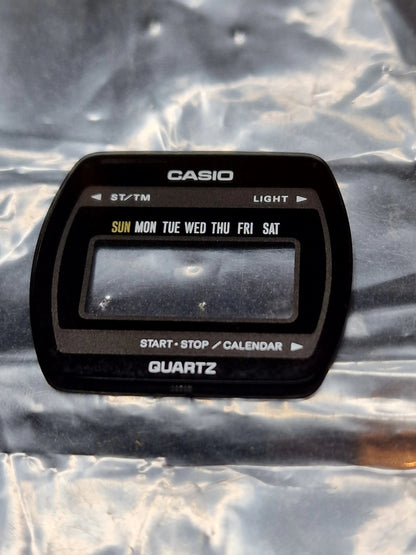 CASIO
◄ ST/TM LIGHT ►
SUN MON TUE WED THU FRI SAT
START·STOP / CALENDAR ►
QUARTZ